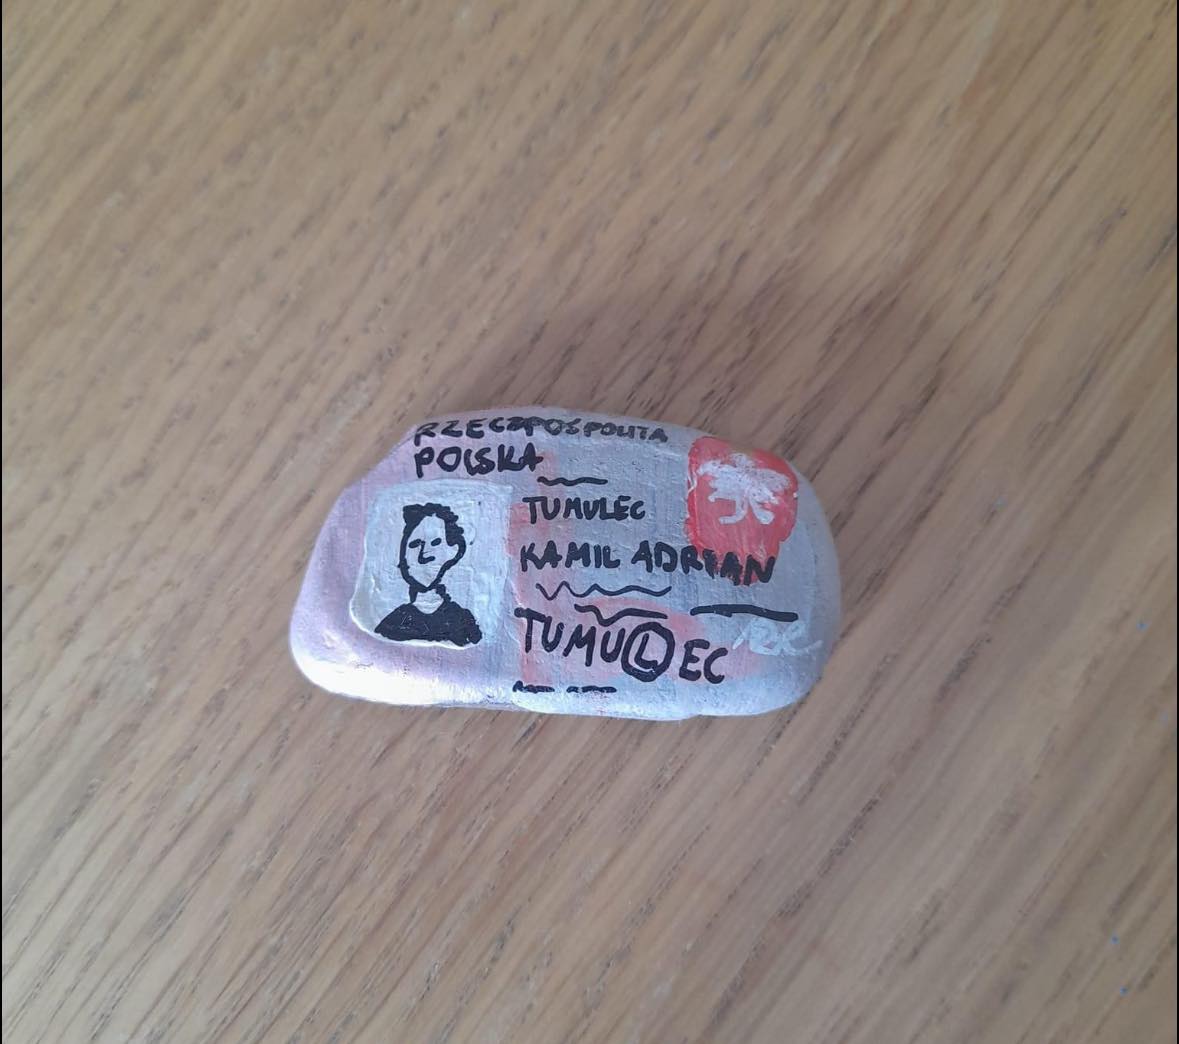 RZECZPOSPOLITA
POLSKA
TUMULEC
KAMIL ADRIAN
TUMULEC